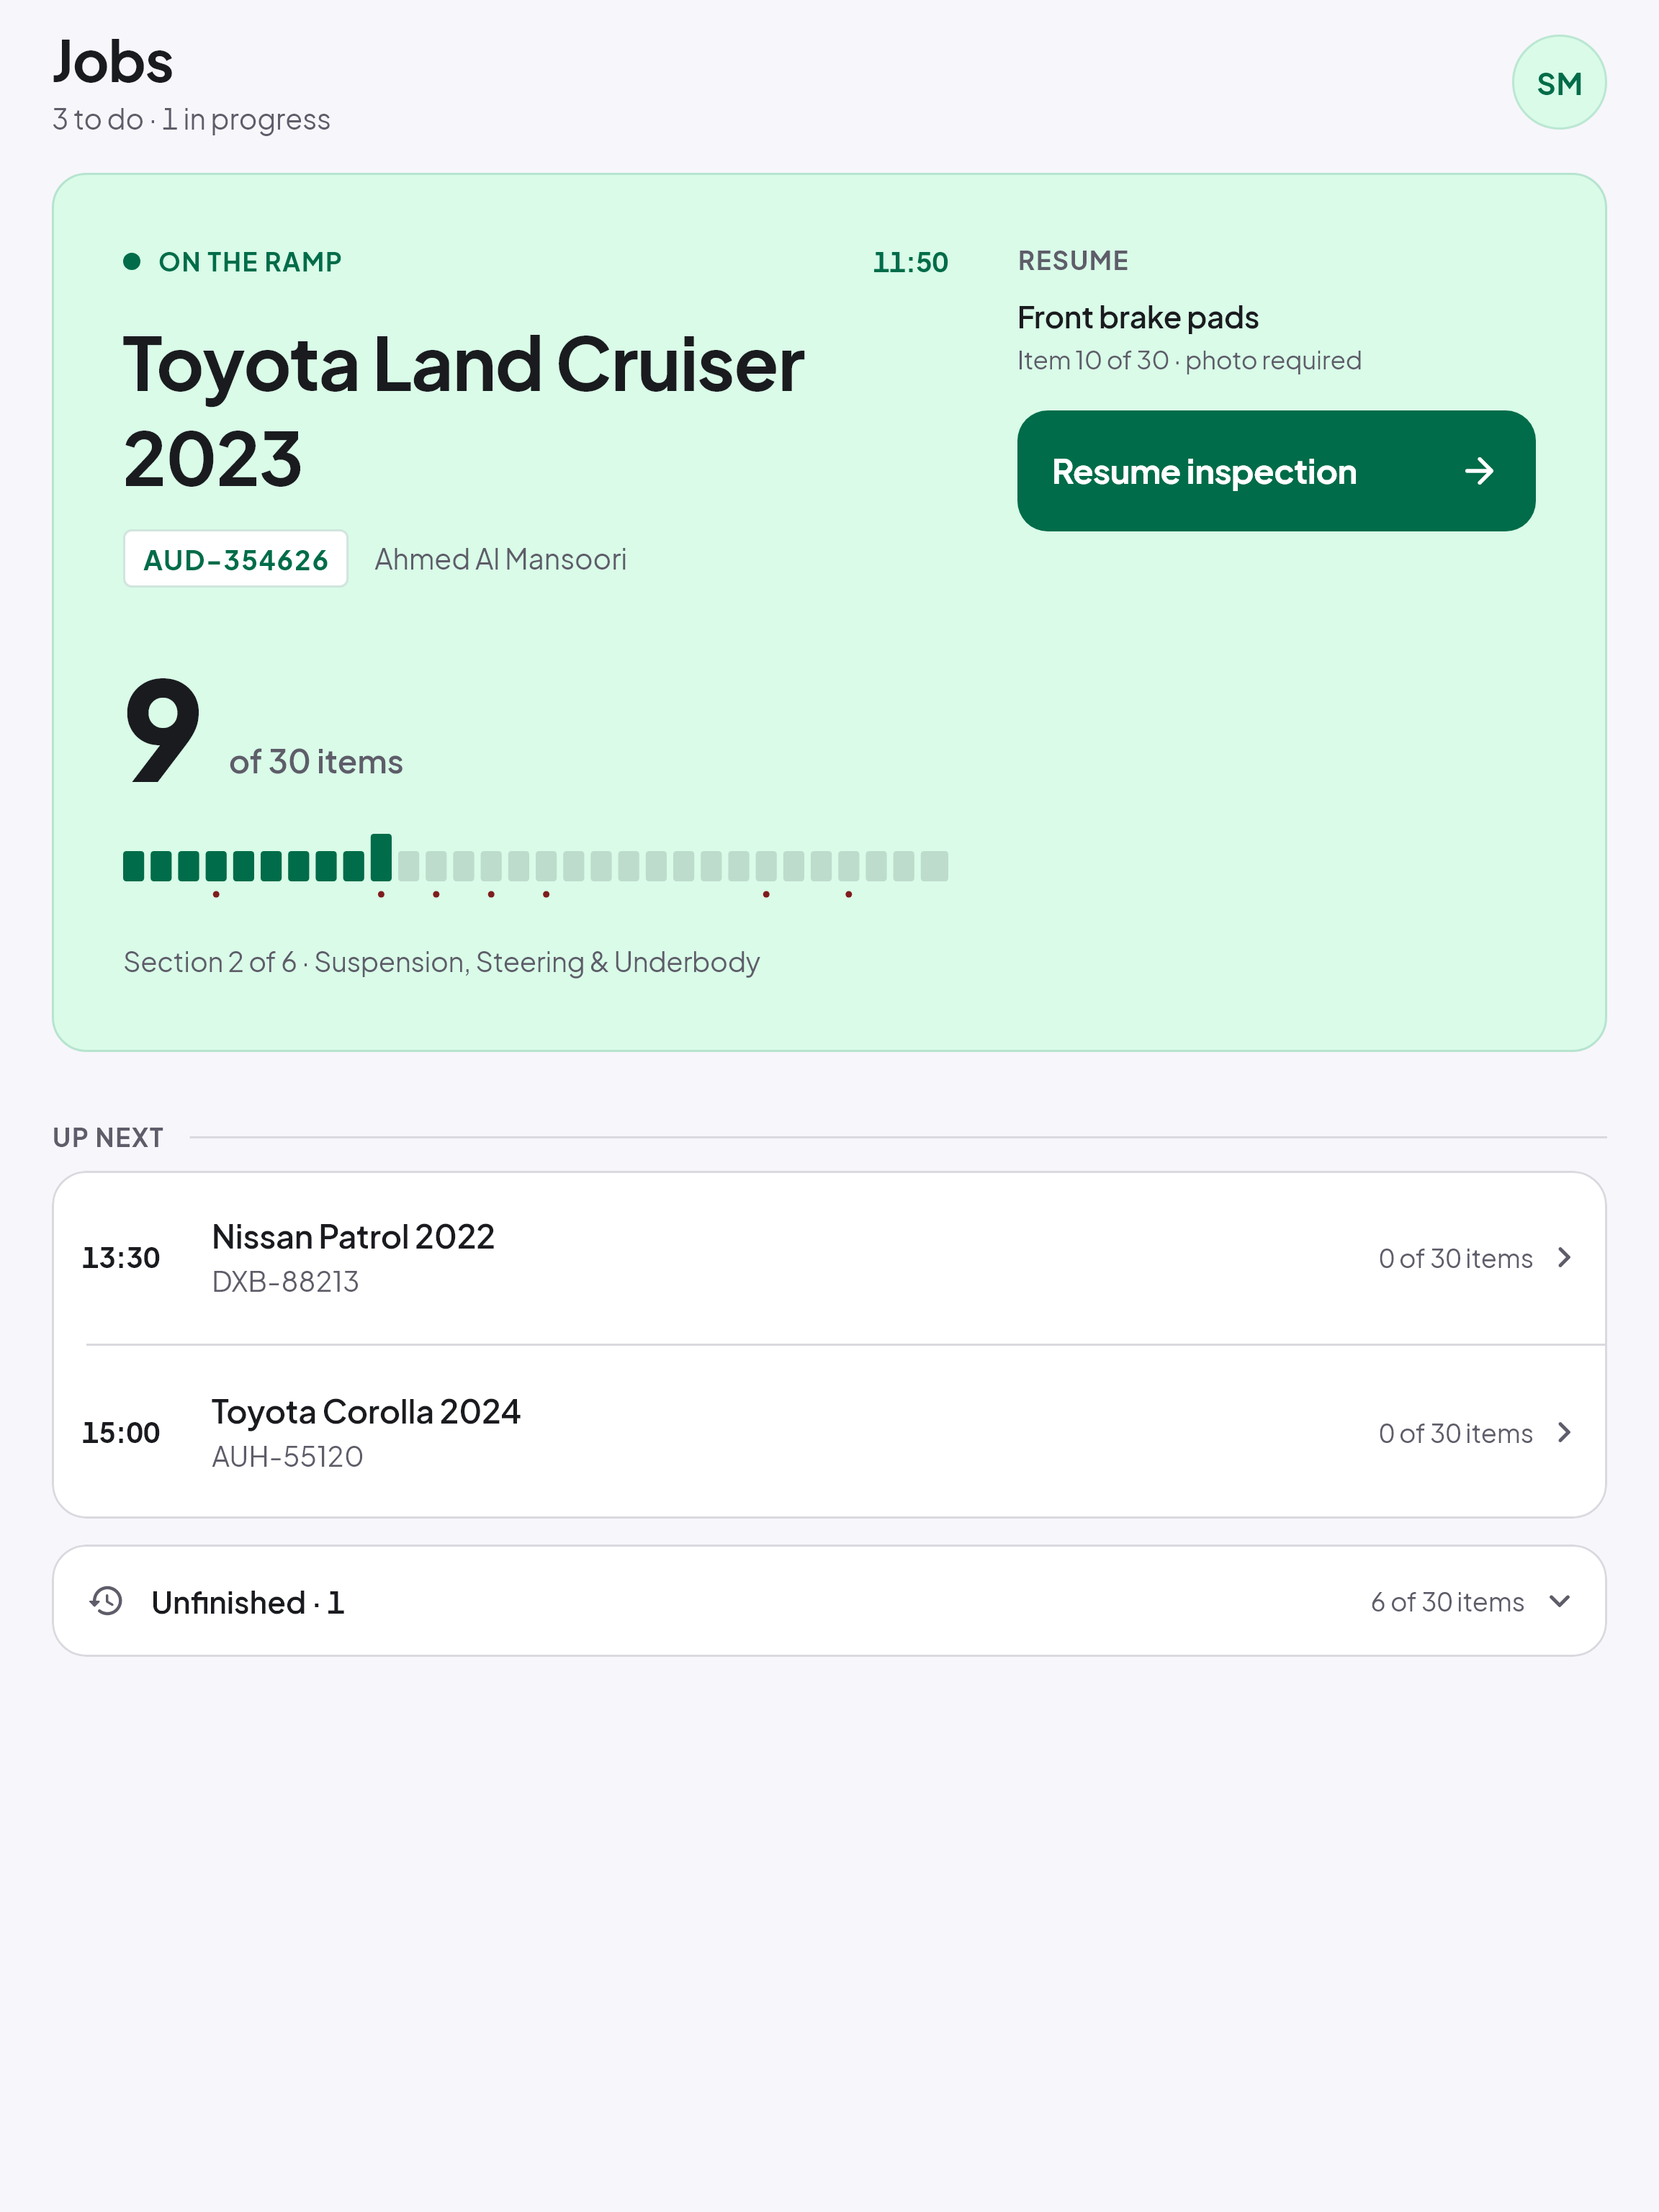 Jobs
3 to do · 1 in progress
SM
ON THE RAMP
11:50
Toyota Land Cruiser
2023
AUD-354626
Ahmed Al Mansoori
9 of 30 items
Section 2 of 6 · Suspension, Steering & Underbody
RESUME
Front brake pads
Item 10 of 30 · photo required
Resume inspection
UP NEXT
13:30
Nissan Patrol 2022
DXB-88213
0 of 30 items
15:00
Toyota Corolla 2024
AUH-55120
0 of 30 items
Unfinished · 1
6 of 30 items